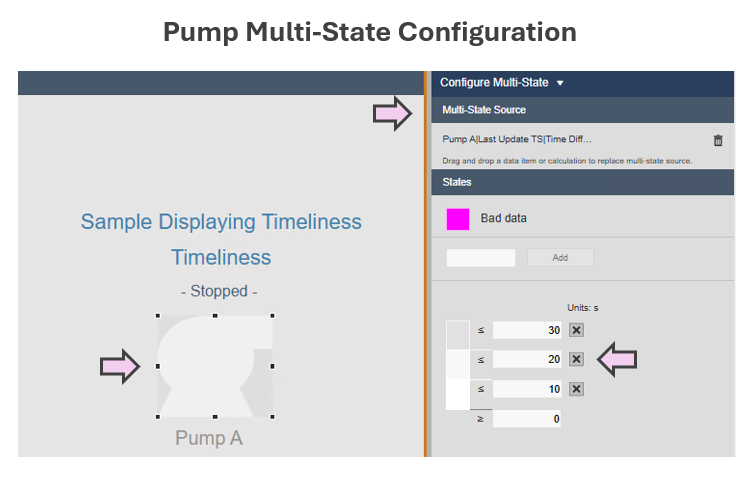 Pump Multi-State Configuration
Configure Multi-State
Multi-State Source
Pump A|Last Update TS|Time Diff...
Drag and drop a data item or calculation to replace multi-state source.
States
Bad data
Add
Units: s
≤ 30
≤ 20
≤ 10
≥ 0
Sample Displaying Timeliness
Timeliness
- Stopped -
Pump A